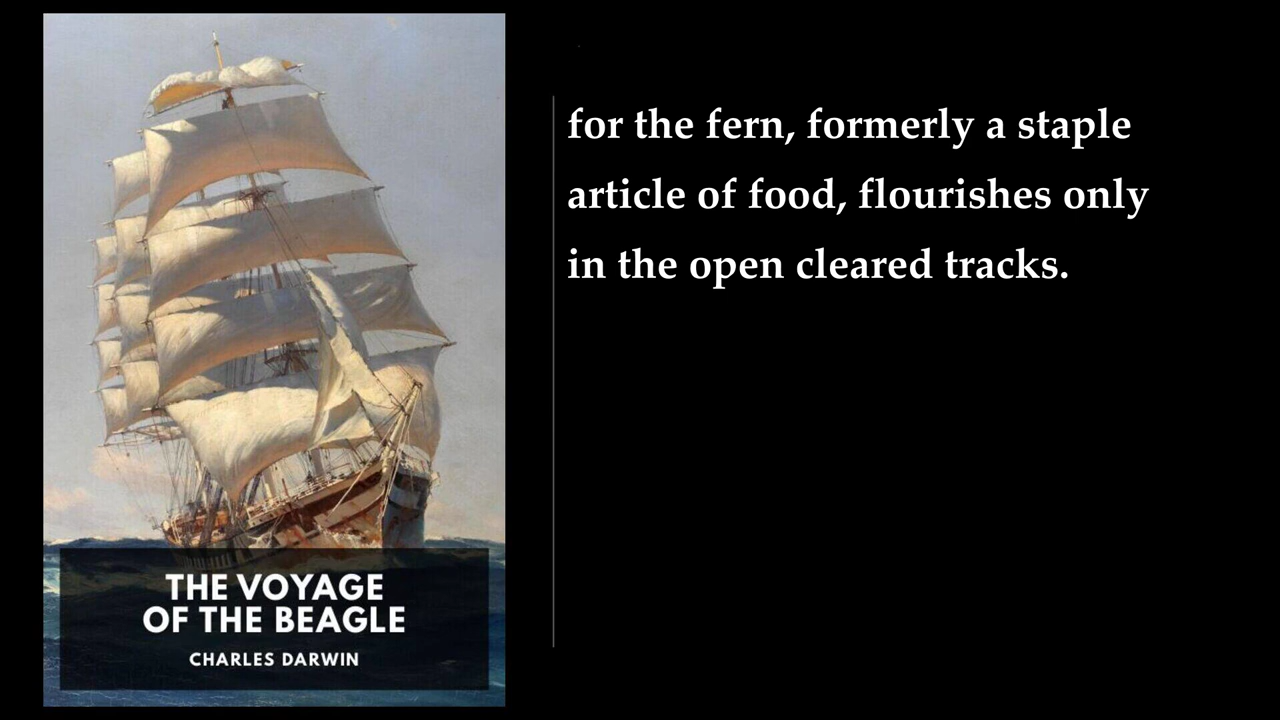 THE VOYAGE
OF THE BEAGLE
CHARLES DARWIN
for the fern, formerly a staple
article of food, flourishes only
in the open cleared tracks.